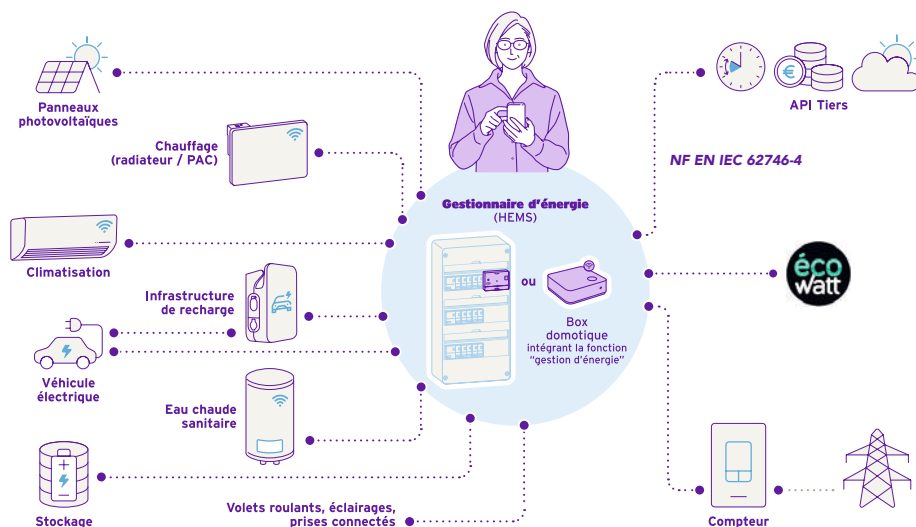 Panneaux
photovoltaïques
Chauffage
(radiateur / PAC)
Climatisation
Infrastructure
de recharge
Véhicule
électrique
Eau chaude
sanitaire
Stockage
Volets roulants, éclairages,
prises connectés
Gestionnaire d’énergie
(HEMS)
ou
Box
domotique
intégrant la fonction
“gestion d’énergie”
€
API Tiers
NF EN IEC 62746-4
éco
watt
Compteur